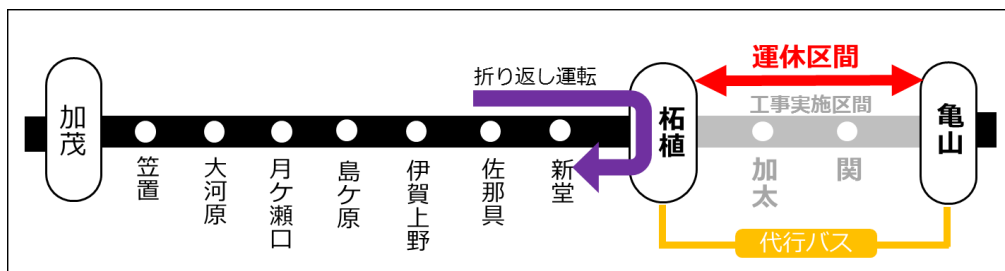 加茂
笠置
大河原
月ケ瀬口
島ケ原
伊賀上野
佐那具
新堂
折り返し運転
柘植
運休区間
工事実施区間
加太
関
亀山
代行バス